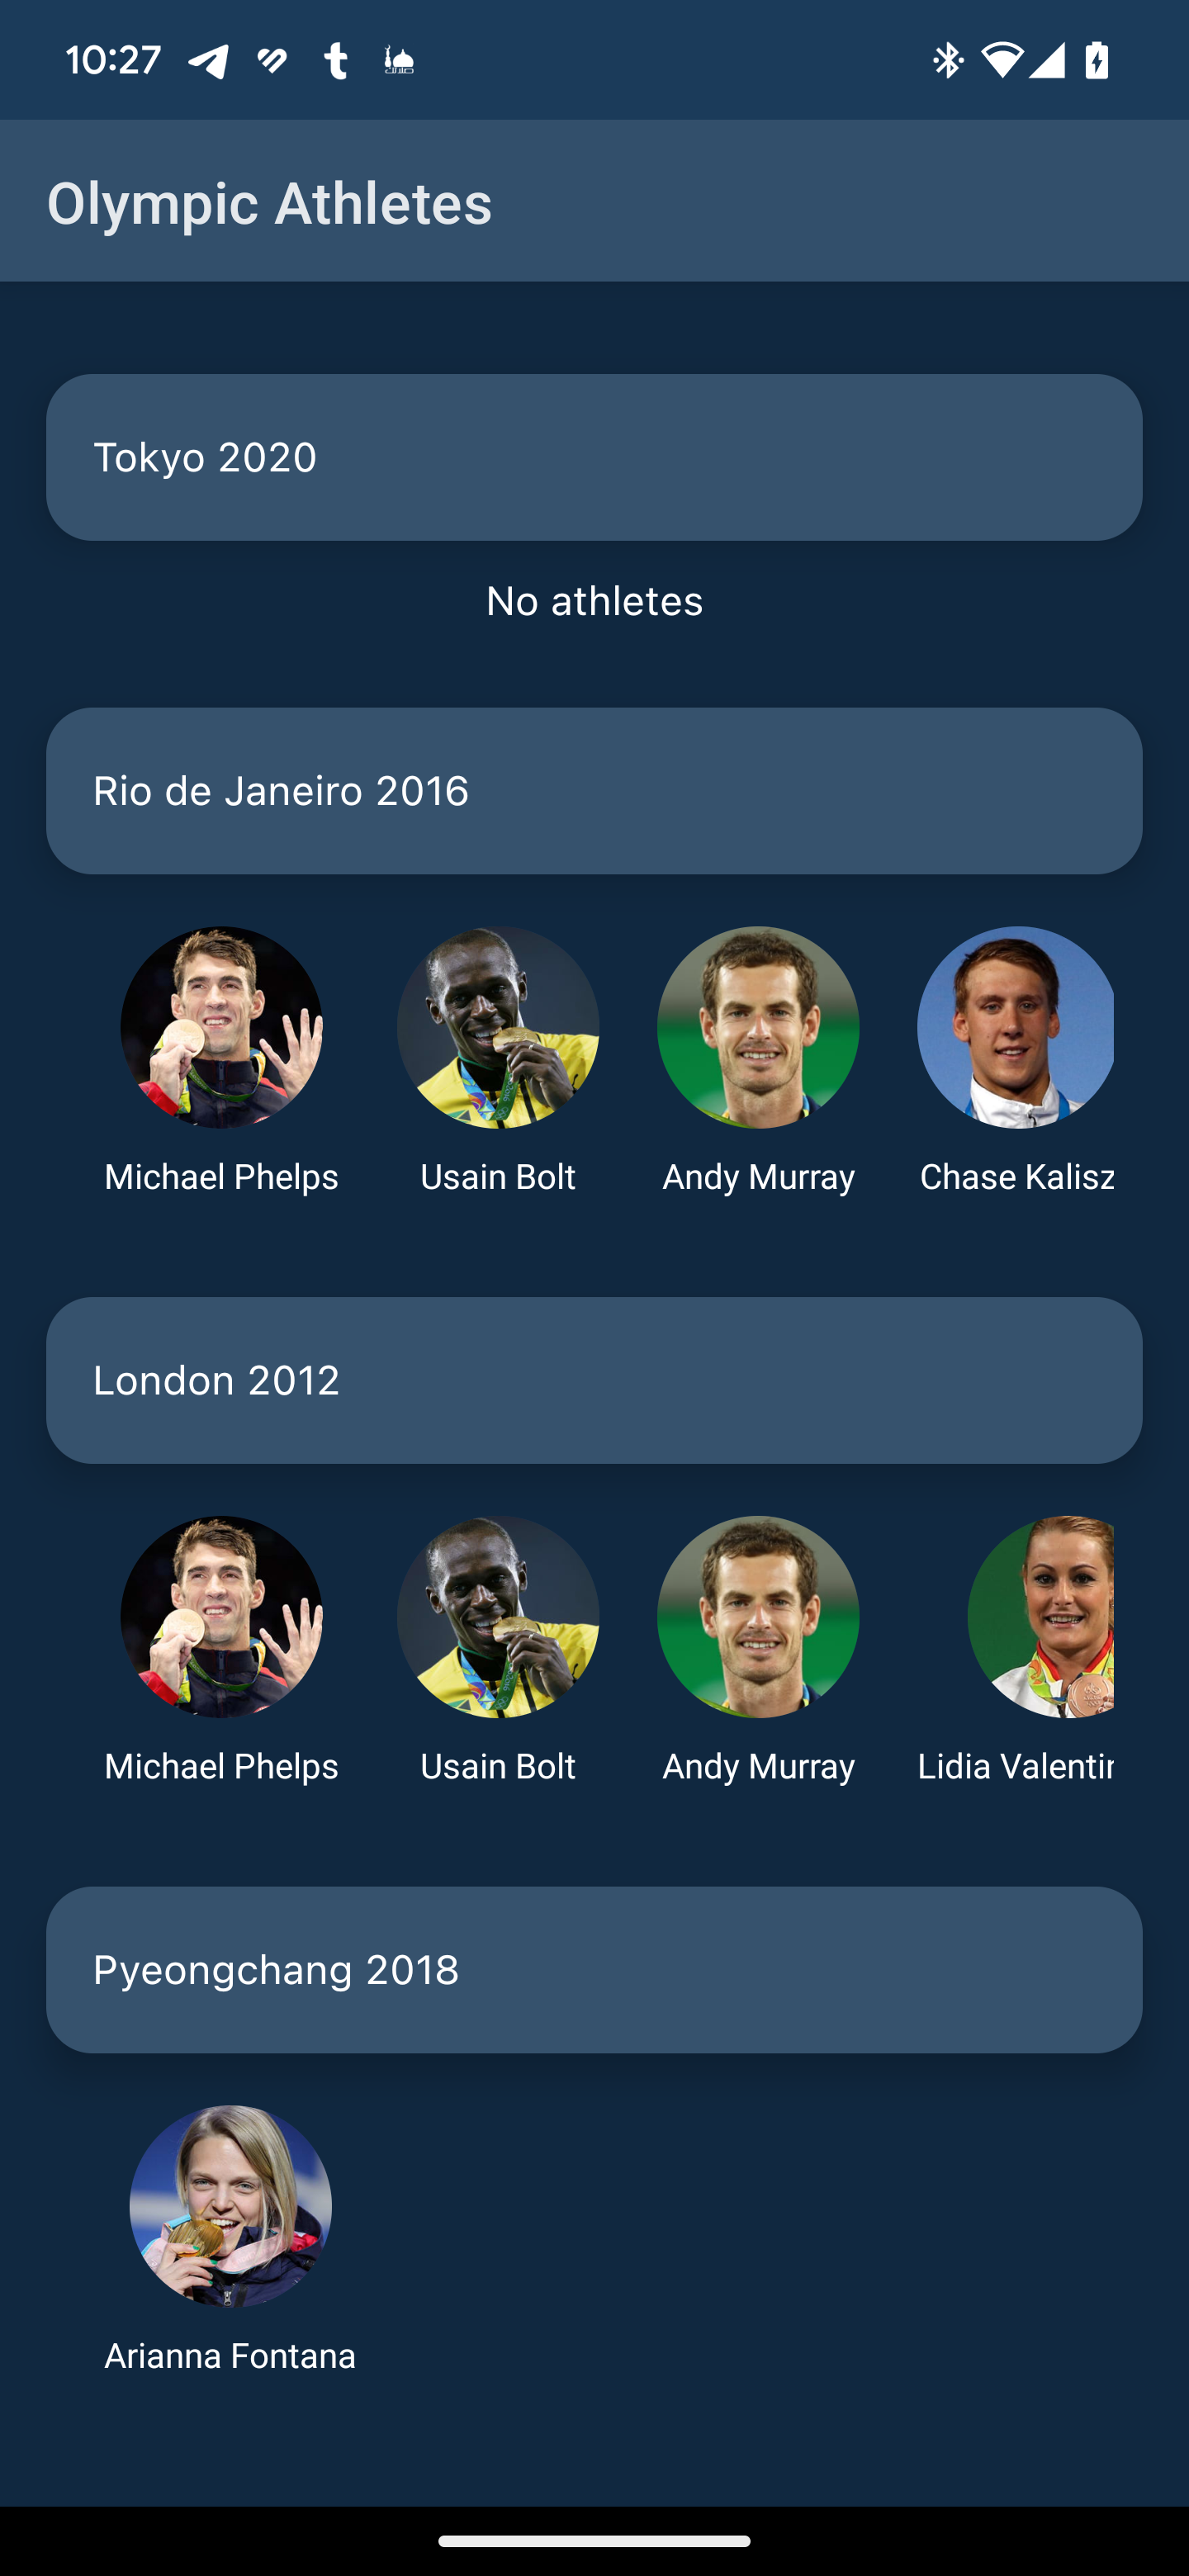 10:27
Olympic Athletes
Tokyo 2020
No athletes
Rio de Janeiro 2016
Michael Phelps
Usain Bolt
Andy Murray
Chase Kalisz
London 2012
Michael Phelps
Usain Bolt
Andy Murray
Lidia Valentin
Pyeongchang 2018
Arianna Fontana